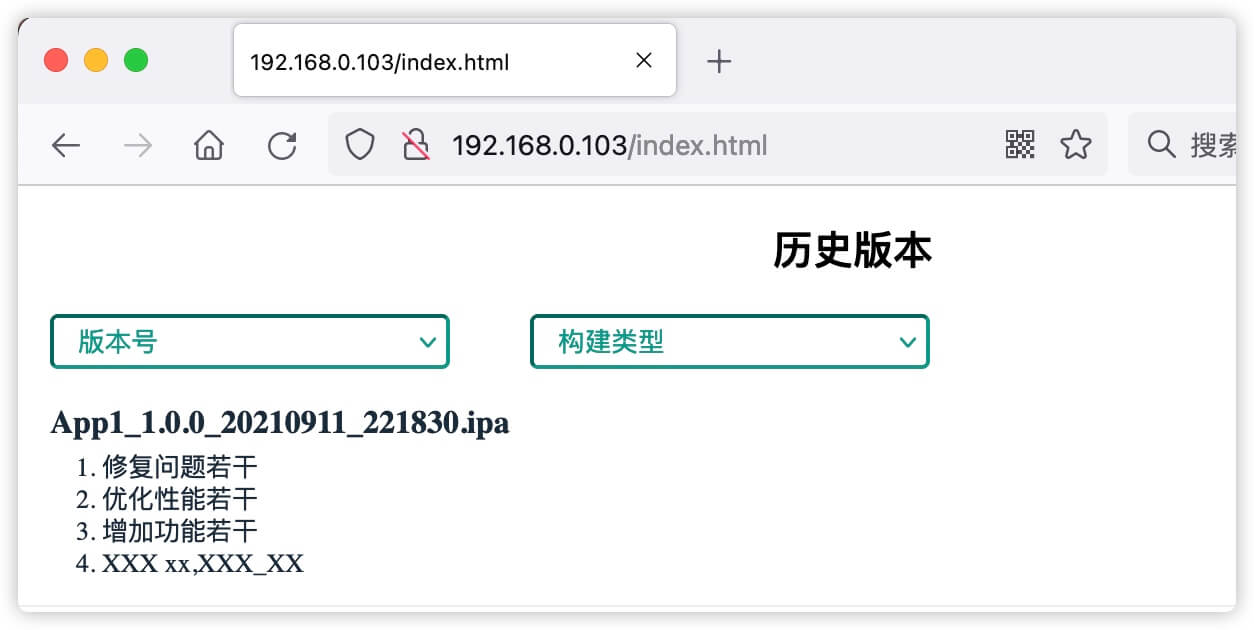 192.168.0.103/index.html
192.168.0.103/index.html
搜索
历史版本
版本号
构建类型
App1_1.0.0_20210911_221830.ipa
1. 修复问题若干
2. 优化性能若干
3. 增加功能若干
4. XXX xx,XXX_XX